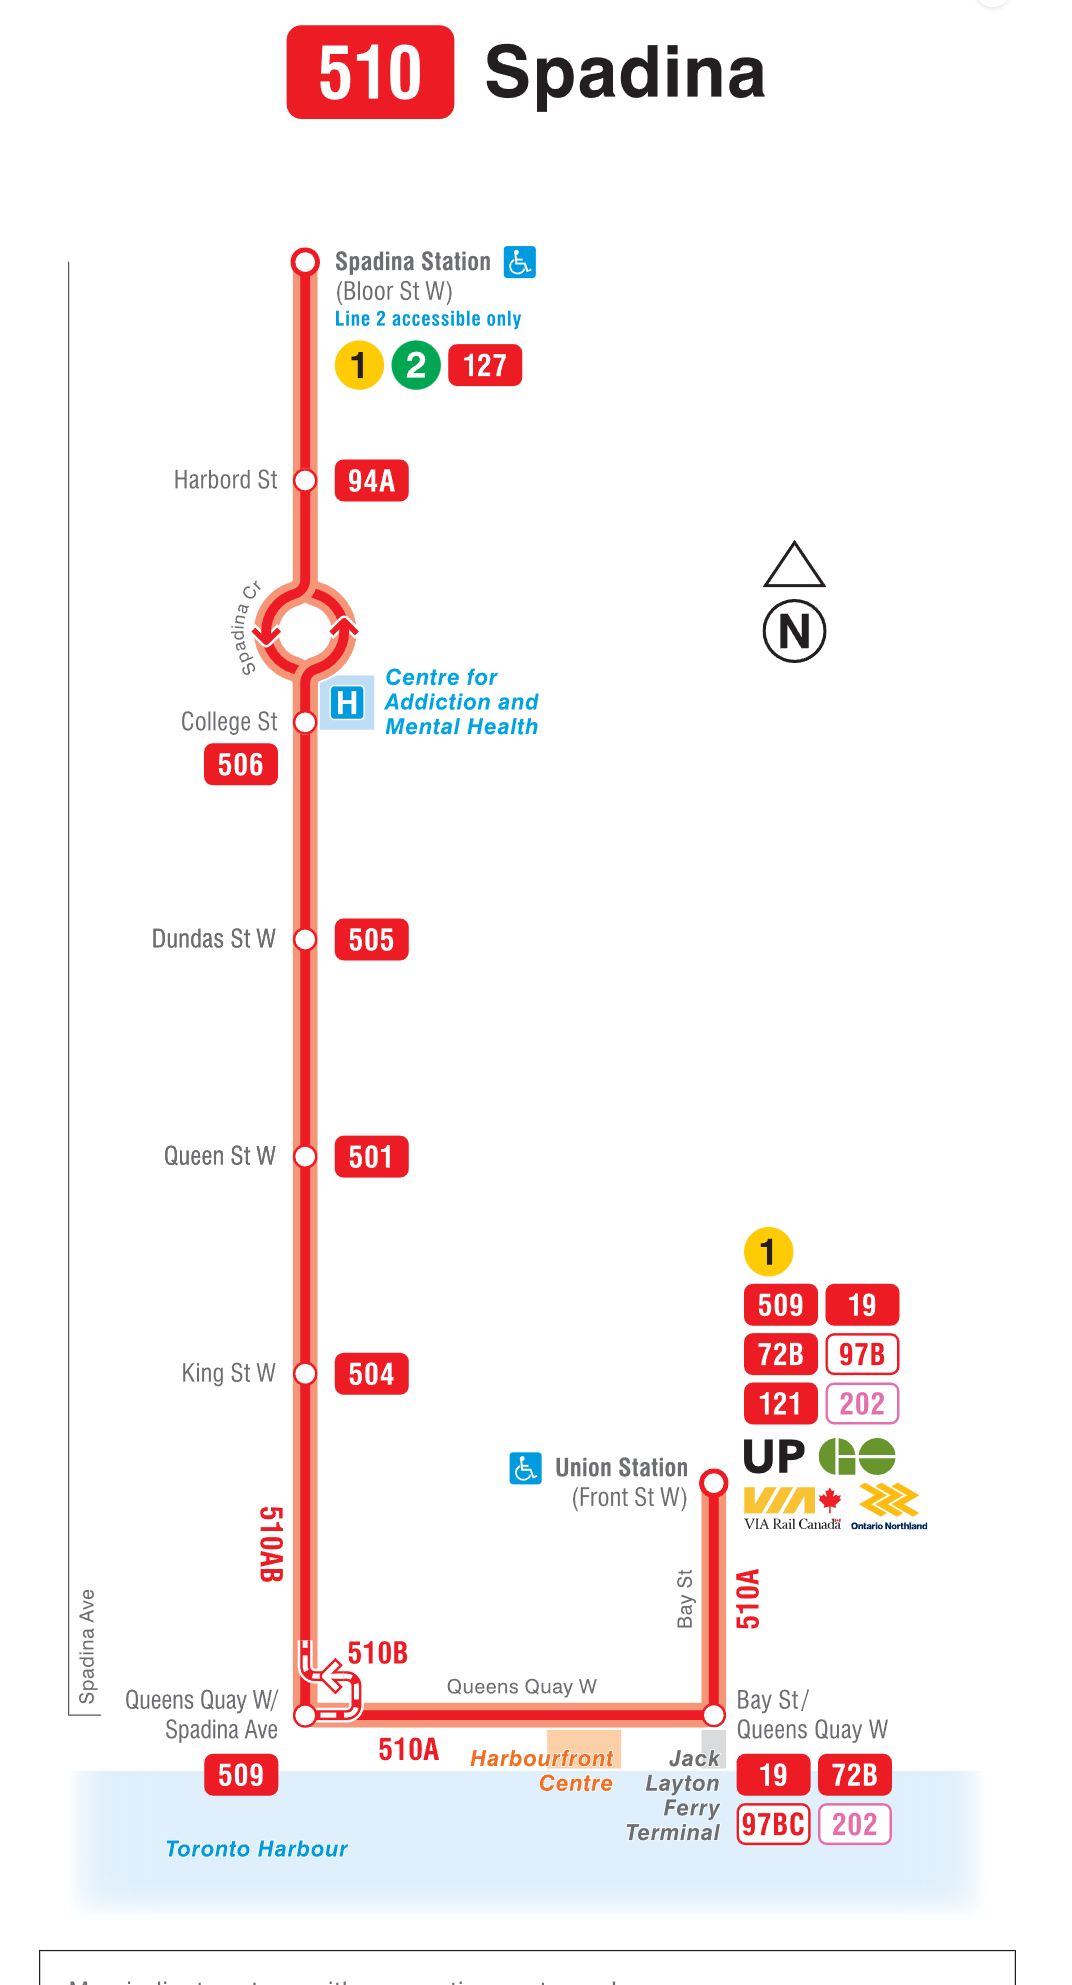 510 Spadina
Spadina Station
(Bloor St W)
Line 2 accessible only
1 2 127
Harbord St 94A
Spadina Cr
N
H
Centre for
Addiction and
Mental Health
College St
506
Dundas St W 505
Queen St W 501
1
509 19
72B 97B
121 202
UP GO
VIA
VIA Rail Canada Ontario Northland
King St W 504
Union Station
(Front St W)
510AB
Bay St
510A
Spadina Ave
510B
Queens Quay W
Queens Quay W/
Spadina Ave
509
510A
Harbourfront
Centre
Jack
Layton
Ferry
Terminal
Bay St/
Queens Quay W
19 72B
97BC 202
Toronto Harbour